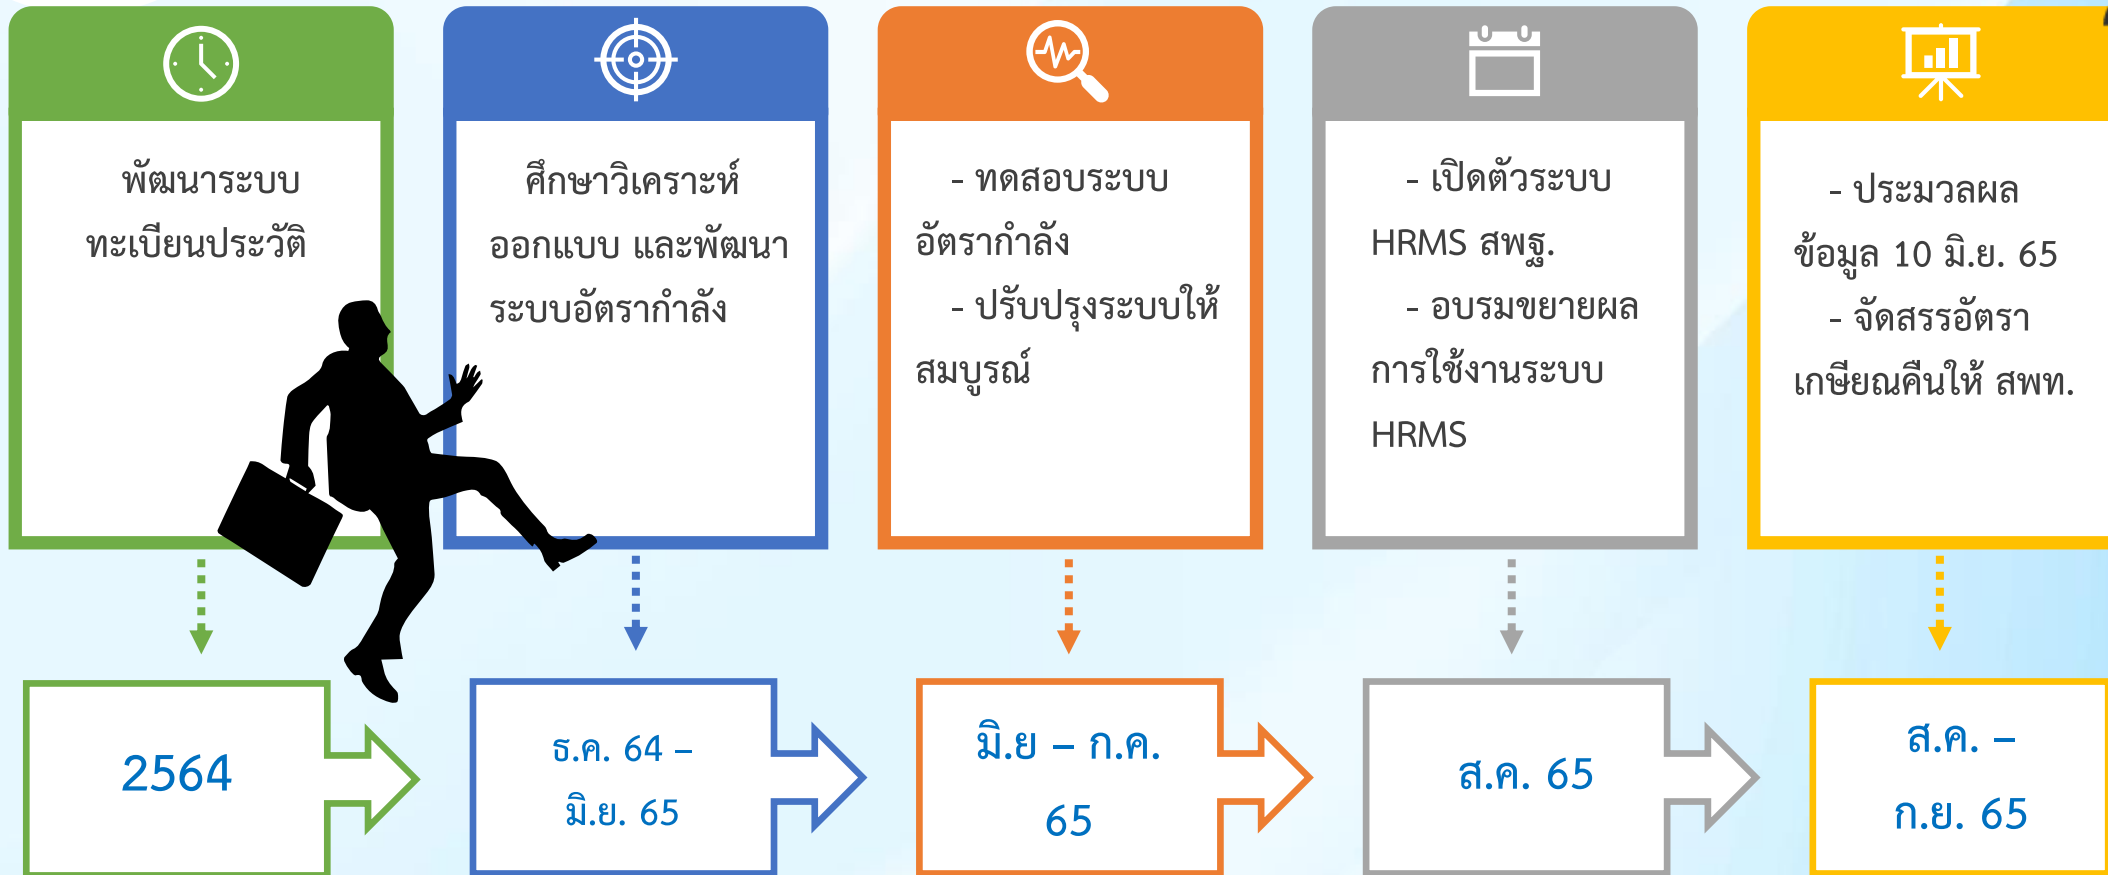 พัฒนาระบบ
ทะเบียนประวัติ
ศึกษาวิเคราะห์
ออกแบบ และพัฒนา
ระบบอัตรากำลัง
- ทดสอบระบบ
อัตรากำลัง
- ปรับปรุงระบบให้
สมบูรณ์
- เปิดตัวระบบ
HRMS สพฐ.
- อบรมขยายผล
การใช้งานระบบ
HRMS
- ประมวลผล
ข้อมูล 10 มิ.ย. 65
- จัดสรรอัตรา
เกษียณคืนให้ สพท.
2564
ธ.ค. 64 –
มิ.ย. 65
มิ.ย – ก.ค.
65
ส.ค. 65
ส.ค. –
ก.ย. 65